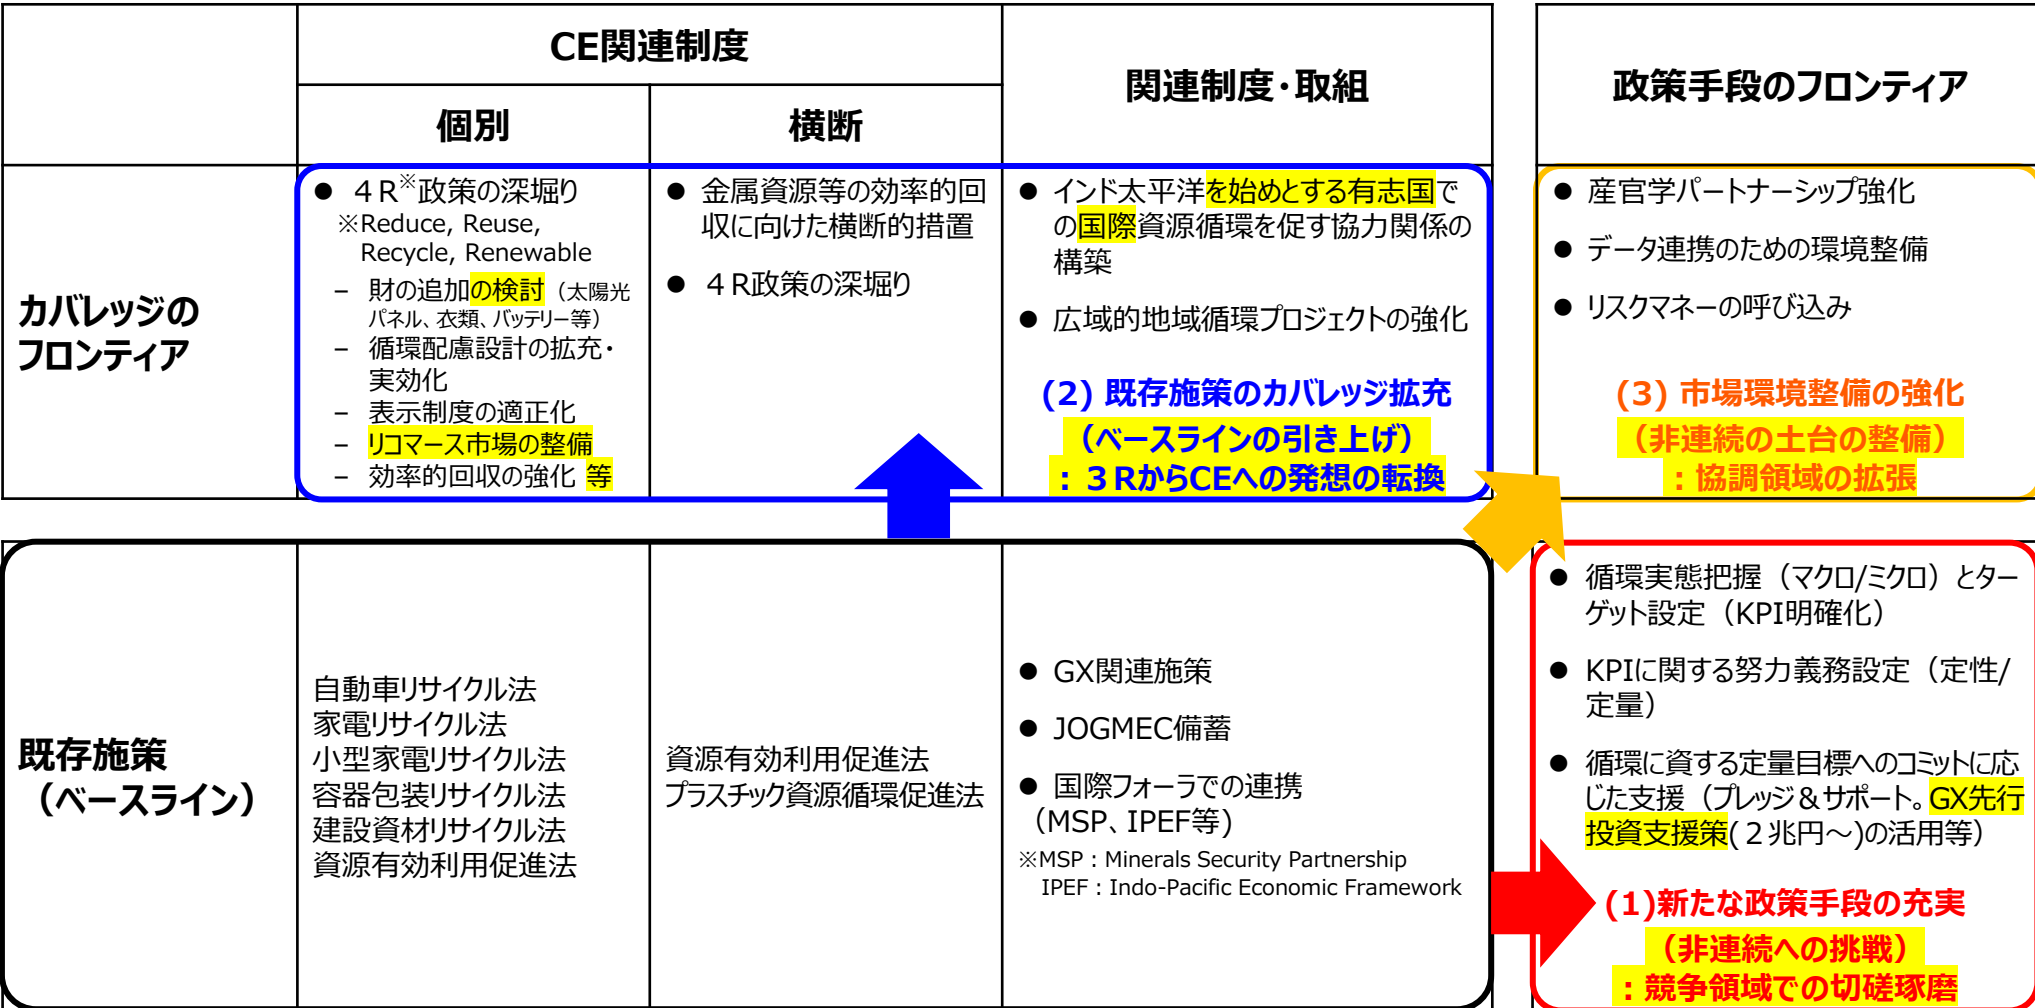 CE関連制度
関連制度・取組
政策手段のフロンティア
個別
横断
カバレッジの
フロンティア
● ４R※政策の深堀り
※Reduce, Reuse,
Recycle, Renewable
– 財の追加の検討（太陽光
パネル、衣類、バッテリー等）
– 循環配慮設計の拡充・
実効化
– 表示制度の適正化
– リコマース市場の整備
– 効率的回収の強化 等
● 金属資源等の効率的回
収に向けた横断的措置
● ４R政策の深堀り
● インド太平洋を始めとする有志国で
の国際資源循環を促す協力関係の
構築
● 広域的地域循環プロジェクトの強化
(2) 既存施策のカバレッジ拡充
（ベースラインの引き上げ）
：３RからCEへの発想の転換
● 産官学パートナーシップ強化
● データ連携のための環境整備
● リスクマネーの呼び込み
(3) 市場環境整備の強化
（非連続の土台の整備）
：協調領域の拡張
既存施策
（ベースライン）
自動車リサイクル法
家電リサイクル法
小型家電リサイクル法
容器包装リサイクル法
建設資材リサイクル法
資源有効利用促進法
資源有効利用促進法
プラスチック資源循環促進法
● GX関連施策
● JOGMEC備蓄
● 国際フォーラでの連携
（MSP、IPEF等)
※MSP：Minerals Security Partnership
IPEF：Indo-Pacific Economic Framework
● 循環実態把握（マクロ/ミクロ）とター
ゲット設定（KPI明確化）
● KPIに関する努力義務設定（定性/
定量）
● 循環に資する定量目標へのコミットに応
じた支援（プレッジ＆サポート。GX先行
投資支援策(２兆円～)の活用等）
(1)新たな政策手段の充実
（非連続への挑戦）
：競争領域での切磋琢磨